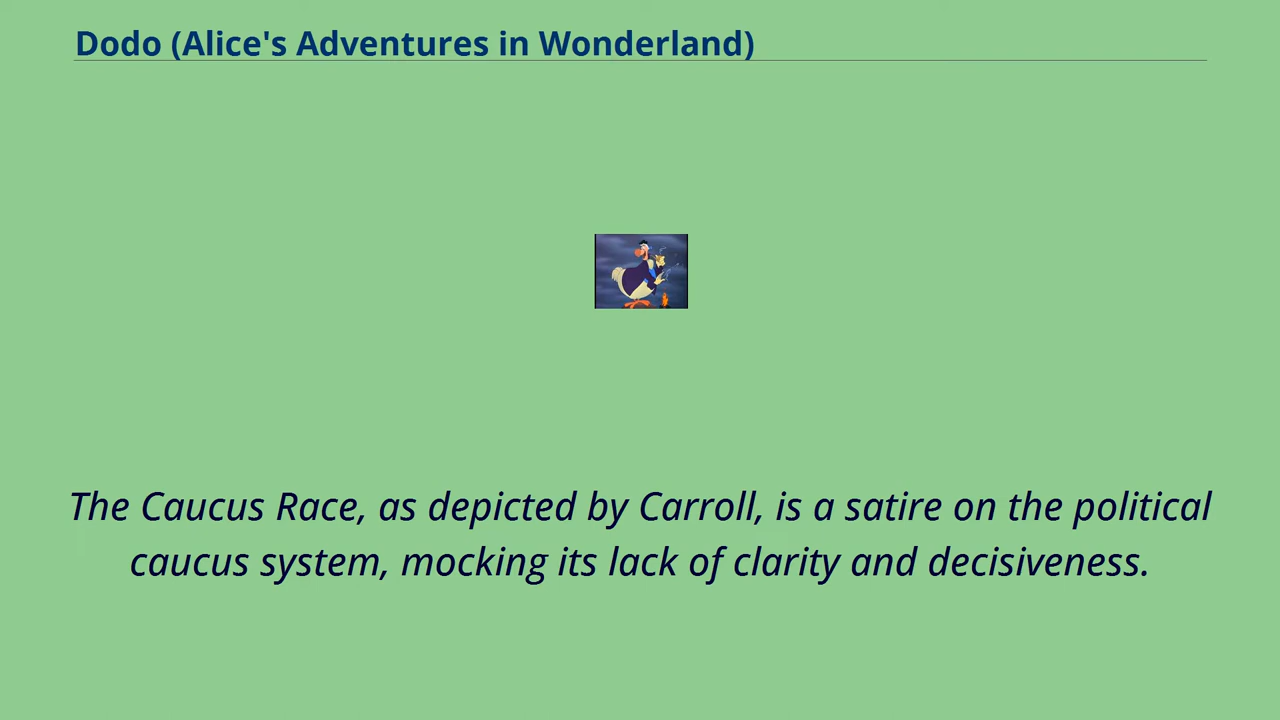 Dodo (Alice's Adventures in Wonderland)
The Caucus Race, as depicted by Carroll, is a satire on the political
caucus system, mocking its lack of clarity and decisiveness.